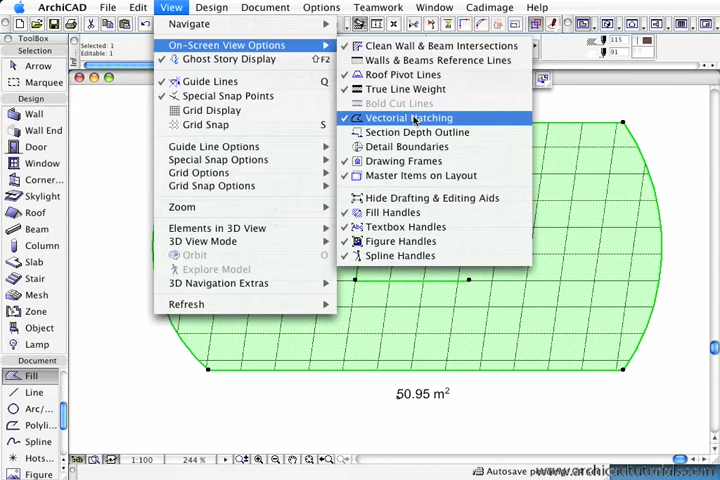 ArchiCAD File Edit View Design Document Options Teamwork Window Cadimage Help
ToolBox
Selection
Arrow
Marquee
Design
Wall
Wall End
Door
Window
Corner...
Skylight
Roof
Beam
Column
Slab
Stair
Mesh
Zone
Object
Lamp
Document
Fill
Line
Arc/...
Polyli...
Spline
Hots...
Figure
Selected: 1
Editable: 1
115
91
Navigate
On-Screen View Options
Ghost Story Display ⇧F2
Guide Lines Q
Special Snap Points
Grid Display
Grid Snap S
Guide Line Options
Special Snap Options
Grid Options
Grid Snap Options
Zoom
Elements in 3D View
3D View Mode
Orbit O
Explore Model
3D Navigation Extras
Refresh
Clean Wall & Beam Intersections
Walls & Beams Reference Lines
Roof Pivot Lines
True Line Weight
Bold Cut Lines
Vectorial Hatching
Section Depth Outline
Detail Boundaries
Drawing Frames
Master Items on Layout
Hide Drafting & Editing Aids
Fill Handles
Textbox Handles
Figure Handles
Spline Handles
50.95 m²
1:100 244 %
Autosave